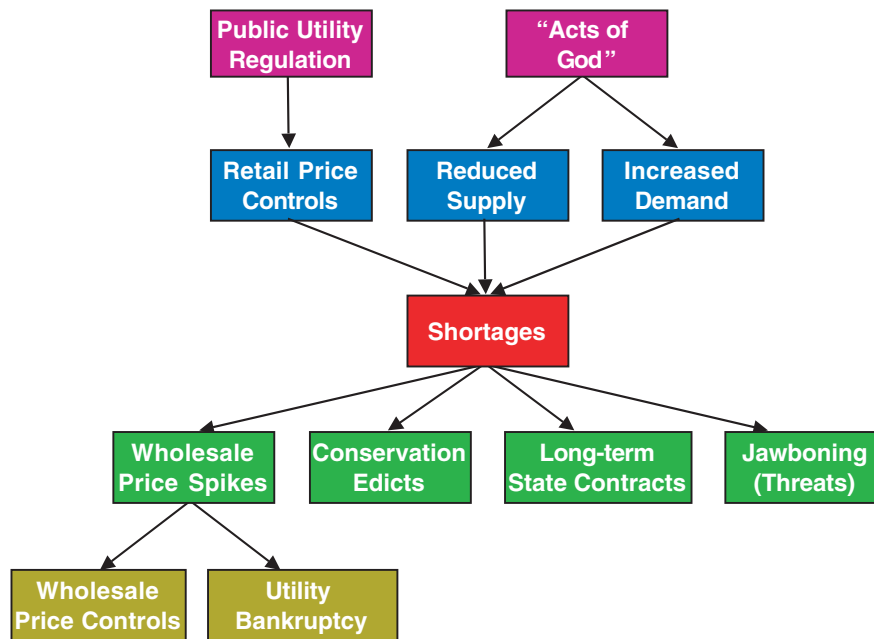 Public Utility
Regulation
“Acts of
God”
Retail Price
Controls
Reduced
Supply
Increased
Demand
Shortages
Wholesale
Price Spikes
Conservation
Edicts
Long-term
State Contracts
Jawboning
(Threats)
Wholesale
Price Controls
Utility
Bankruptcy